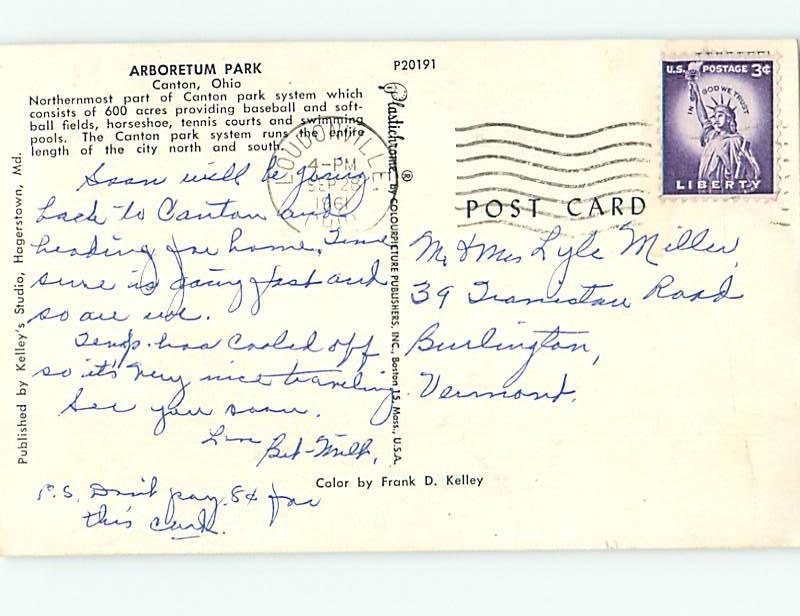 ARBORETUM PARK
Canton, Ohio
Northernmost part of Canton park system which
consists of 600 acres providing baseball and soft-
ball fields, horseshoe, tennis courts and swimming
pools. The Canton park system runs the entire
length of the city north and south.
P20191
Soon will be going
back to Canton and
heading for home. Time
sure is going fast and
so are we.
Temp. has cooled off
so it's very nice traveling.
See you soon.
P.S. Don't pay 8¢ for
this card.
Published by Kelley's Studio, Hagerstown, Md.
Plastichrome ® By COLOURPICTURE PUBLISHERS, INC., Boston 15, Mass., U.S.A.
Color by Frank D. Kelley
LOUDONVILLE
4-PM
SEP 28
1961
OHIO
U.S. POSTAGE 3¢
IN GOD WE TRUST
LIBERTY
POST CARD
Mr & Mrs Lyle Miller,
39 Road
Burlington,
Vermont.